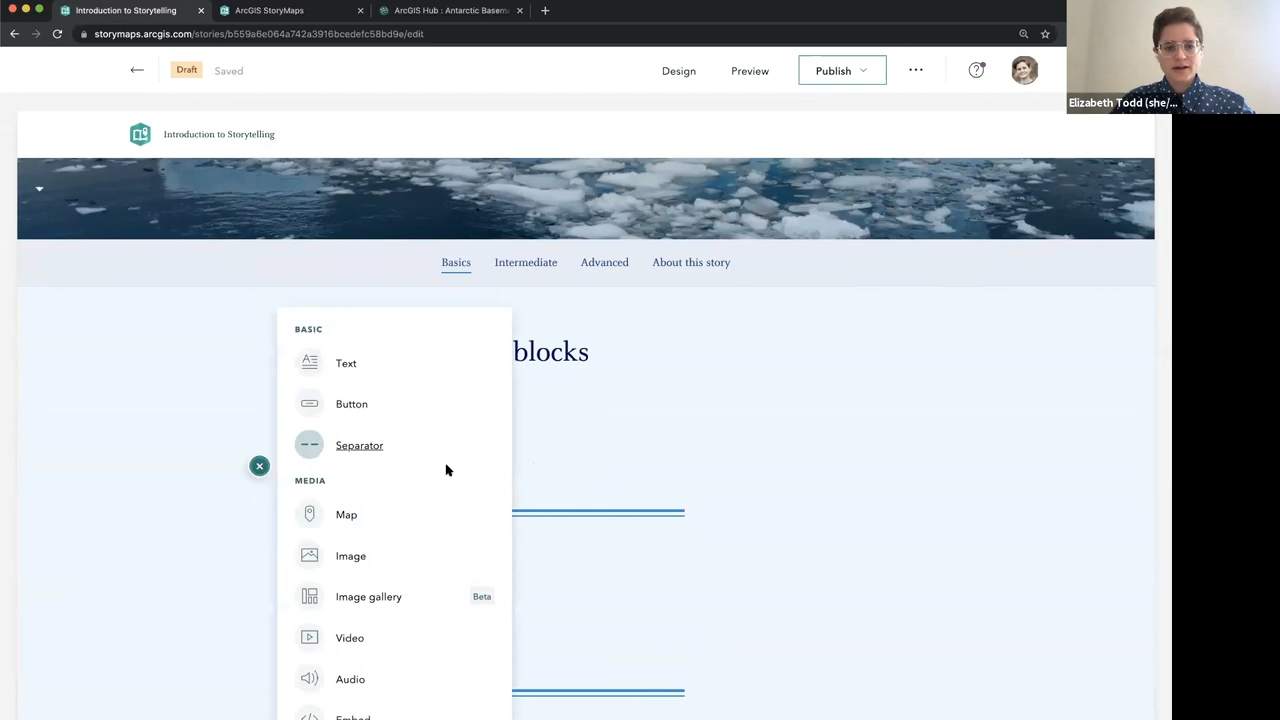 Introduction to Storytelling
ArcGIS StoryMaps
ArcGIS Hub : Antarctic Basem
storymaps.arcgis.com/stories/b559a6e064a742a3916bcedefc58bd9e/edit
Draft
Saved
Design
Preview
Publish
Elizabeth Todd (she/...
Introduction to Storytelling
Basics
Intermediate
Advanced
About this story
blocks
BASIC
Text
Button
Separator
MEDIA
Map
Image
Image gallery
Beta
Video
Audio
Embed